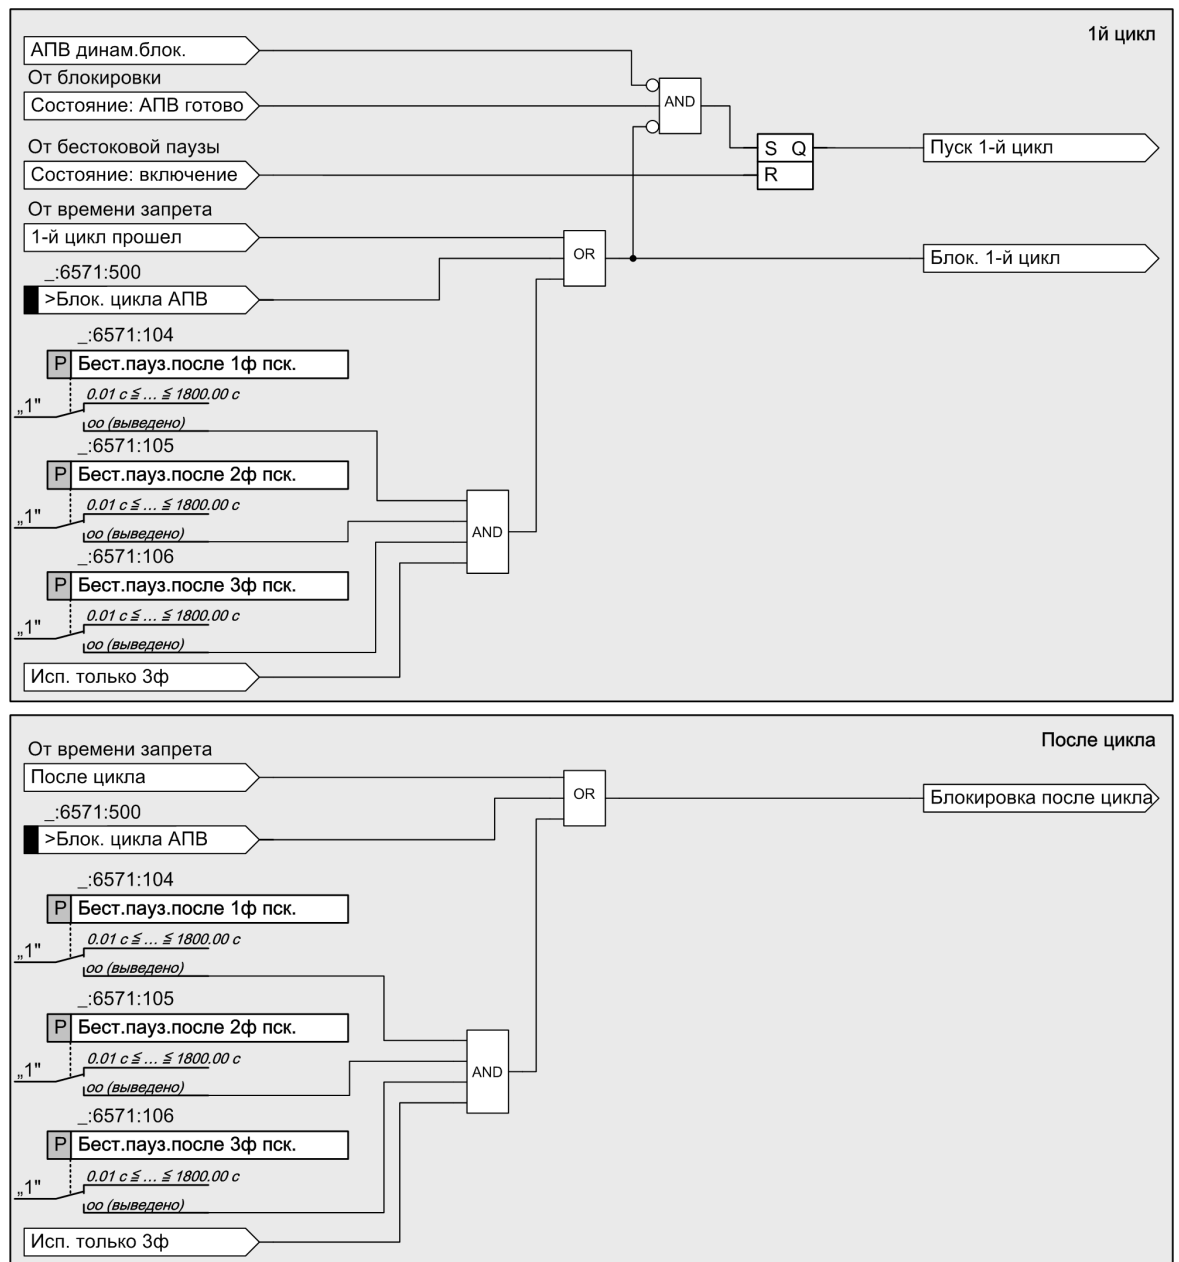 1й цикл
АПВ динам.блок.
От блокировки
Состояние: АПВ готово
AND
От бестоковой паузы
Состояние: включение
S Q
R
Пуск 1-й цикл
От времени запрета
1-й цикл прошел
OR
Блок. 1-й цикл
_:6571:500
>Блок. цикла АПВ
_:6571:104
P Бест.пауз.после 1ф пск.
0.01 с ≦ ... ≦ 1800.00 с
„1"
oo (выведено)
_:6571:105
P Бест.пауз.после 2ф пск.
0.01 с ≦ ... ≦ 1800.00 с
„1"
oo (выведено)
AND
_:6571:106
P Бест.пауз.после 3ф пск.
0.01 с ≦ ... ≦ 1800.00 с
„1"
oo (выведено)
Исп. только 3ф
После цикла
От времени запрета
После цикла
OR
Блокировка после цикла
_:6571:500
>Блок. цикла АПВ
_:6571:104
P Бест.пауз.после 1ф пск.
0.01 с ≦ ... ≦ 1800.00 с
„1"
oo (выведено)
_:6571:105
P Бест.пауз.после 2ф пск.
0.01 с ≦ ... ≦ 1800.00 с
„1"
oo (выведено)
AND
_:6571:106
P Бест.пауз.после 3ф пск.
0.01 с ≦ ... ≦ 1800.00 с
„1"
oo (выведено)
Исп. только 3ф